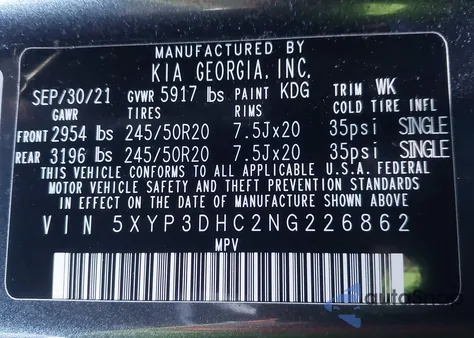 MANUFACTURED BY
KIA GEORGIA, INC.
SEP/30/21 GVWR 5917 lbs PAINT KDG TRIM WK
GAWR TIRES RIMS COLD TIRE INFL
FRONT 2954 lbs 245/50R20 7.5Jx20 35psi SINGLE
REAR 3196 lbs 245/50R20 7.5Jx20 35psi SINGLE
THIS VEHICLE CONFORMS TO ALL APPLICABLE U.S.A. FEDERAL
MOTOR VEHICLE SAFETY AND THEFT PREVENTION STANDARDS
IN EFFECT ON THE DATE OF MANUFACTURE SHOWN ABOVE
VIN 5XYP3DHC2NG226862
MPV